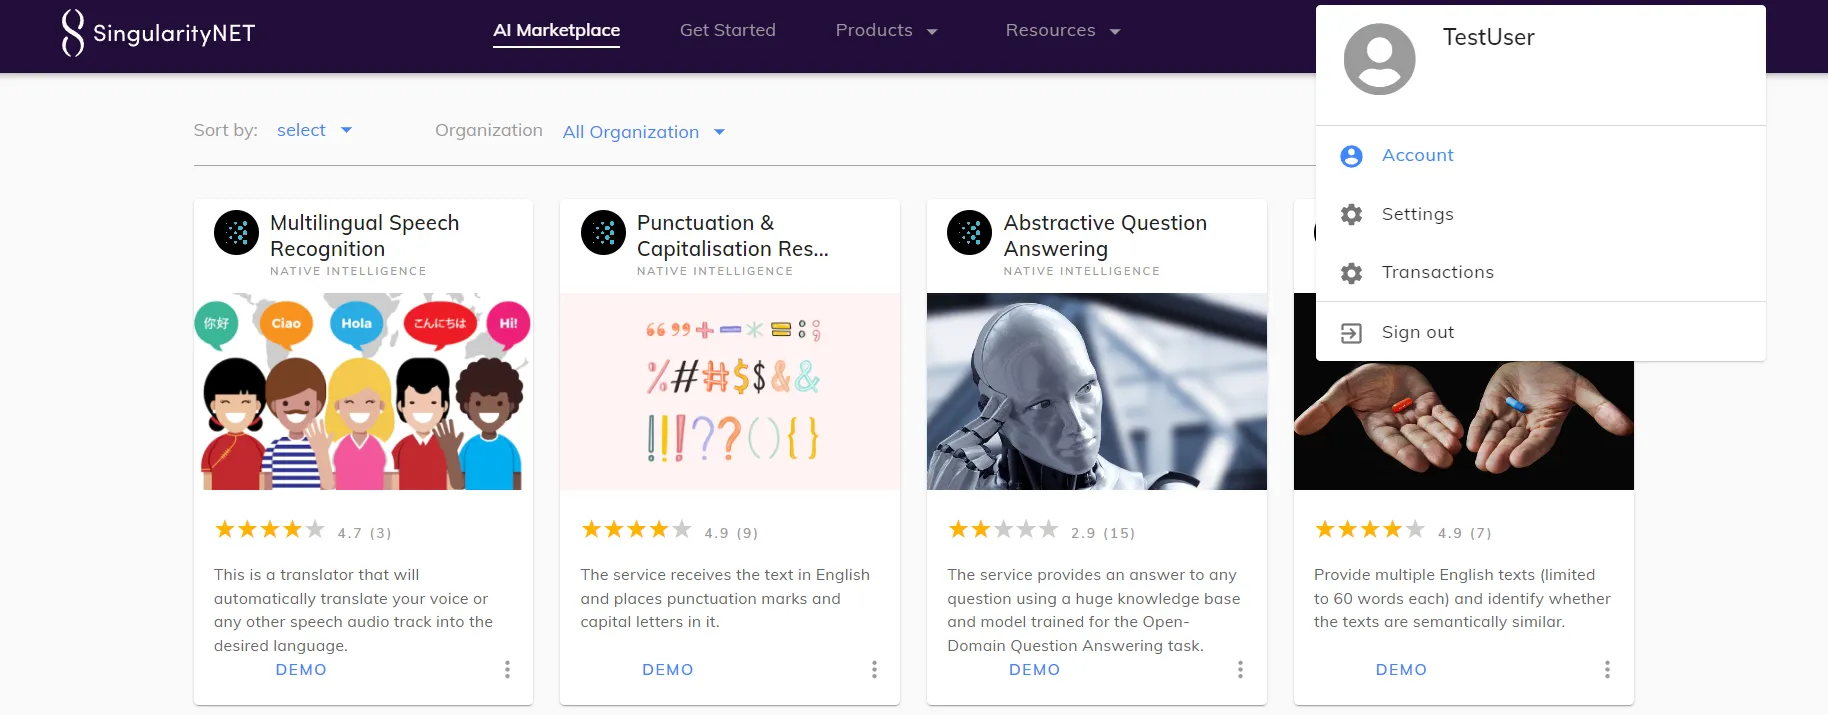 SingularityNET
AI Marketplace
Get Started
Products
Resources
TestUser
Account
Settings
Transactions
Sign out
Sort by:
select
Organization
All Organization
Multilingual Speech
Recognition
NATIVE INTELLIGENCE
你好
Ciao
Hola
こんにちは
Hi!
4.7 (3)
This is a translator that will
automatically translate your voice or
any other speech audio track into the
desired language.
DEMO
Punctuation &
Capitalisation Res...
NATIVE INTELLIGENCE
“ ” + − * = : ;
% # # $ $ & &
! ! ! ? ? ( ) { }
4.9 (9)
The service receives the text in English
and places punctuation marks and
capital letters in it.
DEMO
Abstractive Question
Answering
NATIVE INTELLIGENCE
2.9 (15)
The service provides an answer to any
question using a huge knowledge base
and model trained for the Open-
Domain Question Answering task.
DEMO
4.9 (7)
Provide multiple English texts (limited
to 60 words each) and identify whether
the texts are semantically similar.
DEMO